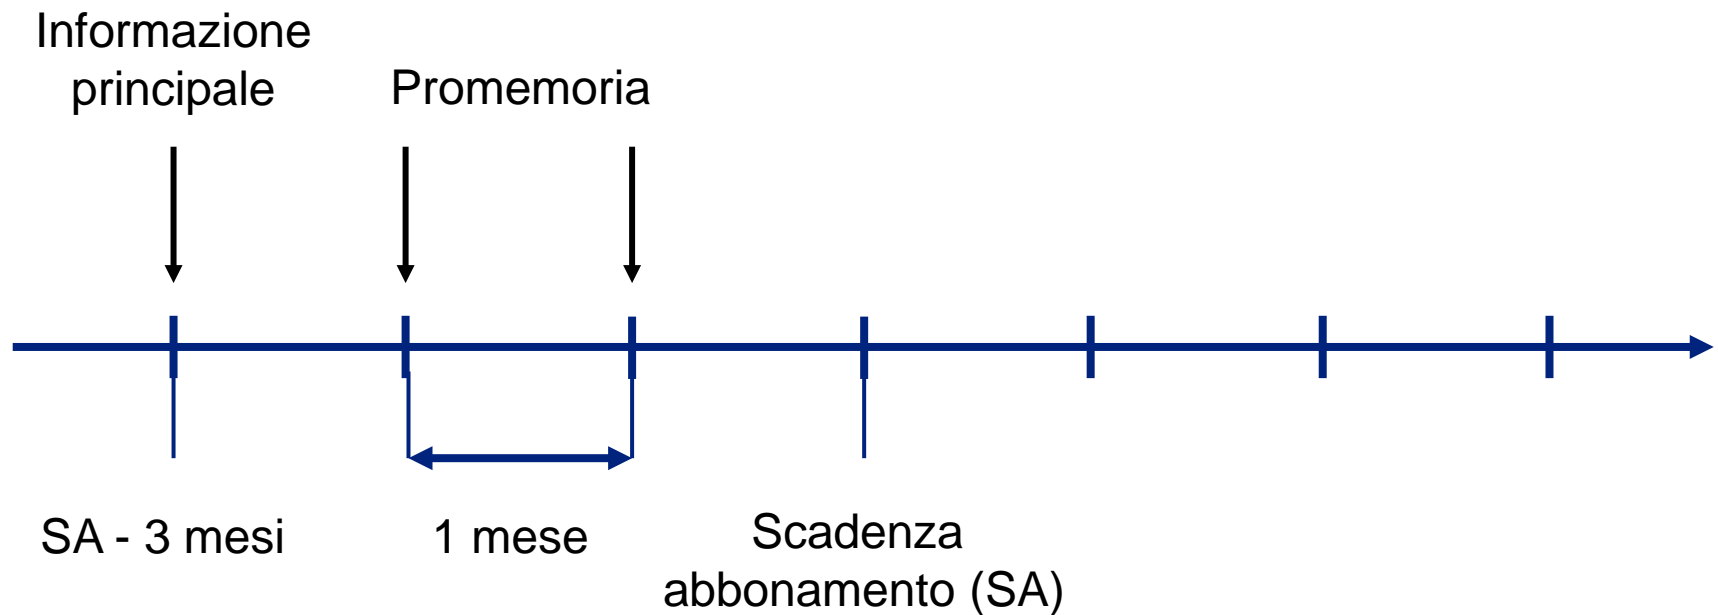 Informazione
principale
Promemoria
SA - 3 mesi
1 mese
Scadenza
abbonamento (SA)